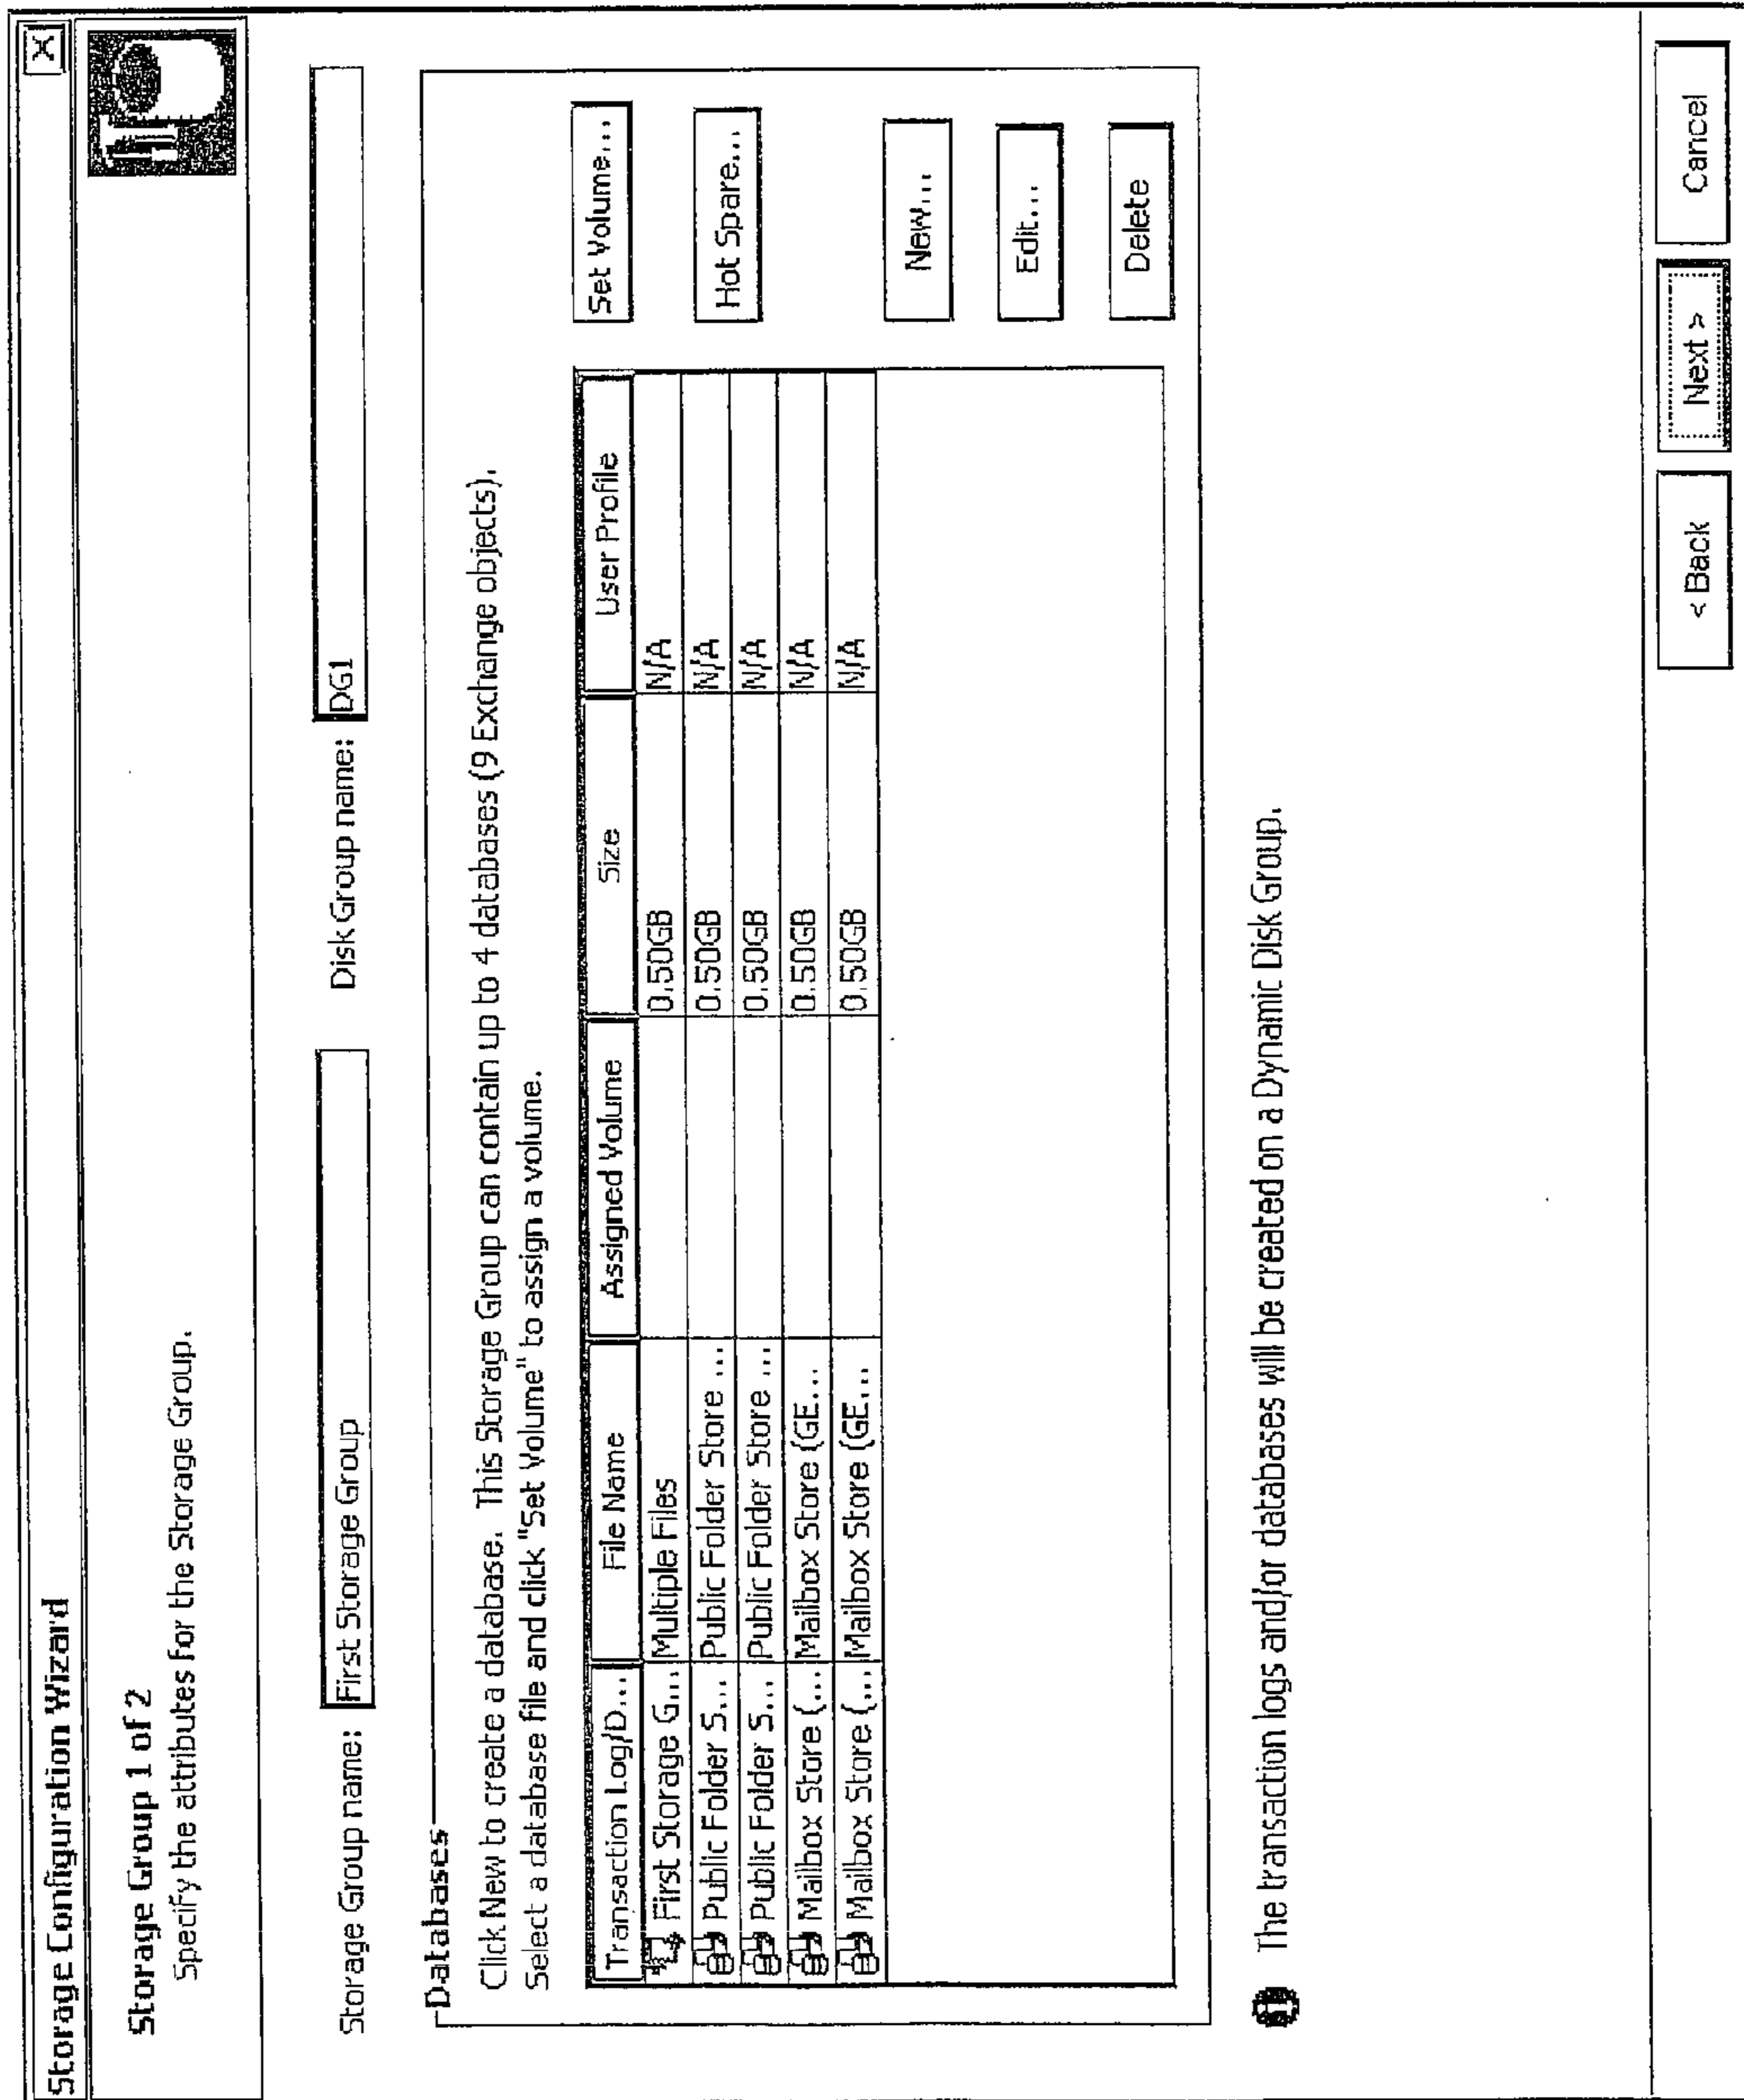 Storage Configuration Wizard
Storage Group 1 of 2
Specify the attributes for the Storage Group.
Storage Group name: First Storage Group Disk Group name: DG1
Databases
Click New to create a database. This Storage Group can contain up to 4 databases (9 Exchange objects).
Select a database file and click "Set Volume" to assign a volume.
Transaction Log/D... File Name Assigned Volume Size User Profile
First Storage G... Multiple Files 0.50GB N/A
Public Folder S... Public Folder Store ... 0.50GB N/A
Public Folder S... Public Folder Store ... 0.50GB N/A
Mailbox Store (... Mailbox Store (GE... 0.50GB N/A
Mailbox Store (... Mailbox Store (GE... 0.50GB N/A
Set Volume...
Hot Spare...
New...
Edit...
Delete
The transaction logs and/or databases will be created on a Dynamic Disk Group.
< Back Next > Cancel